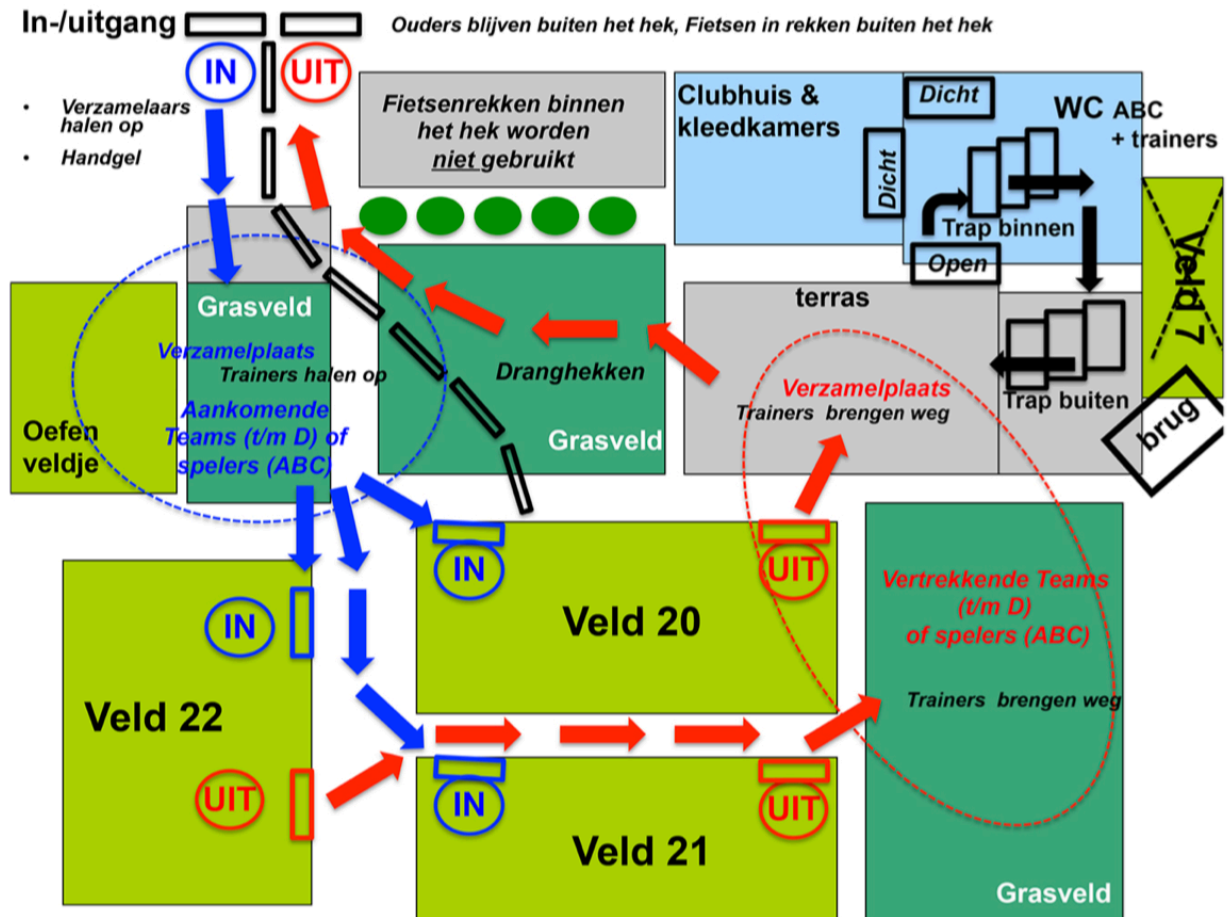 In-/uitgang
Ouders blijven buiten het hek, Fietsen in rekken buiten het hek
IN
UIT
• Verzamelaars
halen op
• Handgel
Fietsenrekken binnen
het hek worden
niet gebruikt
Clubhuis &
kleedkamers
Dicht
Dicht
WC ABC
+ trainers
Trap binnen
Open
Veld 7
Grasveld
Verzamelplaats
Trainers halen op
Aankomende
Teams (t/m D) of
spelers (ABC)
Oefen
veldje
Dranghekken
Grasveld
terras
Verzamelplaats
Trainers brengen weg
Trap buiten
brug
IN
UIT
Veld 20
IN
Veld 22
UIT
Vertrekkende Teams
(t/m D)
of spelers (ABC)
Trainers brengen weg
IN
UIT
Veld 21
Grasveld